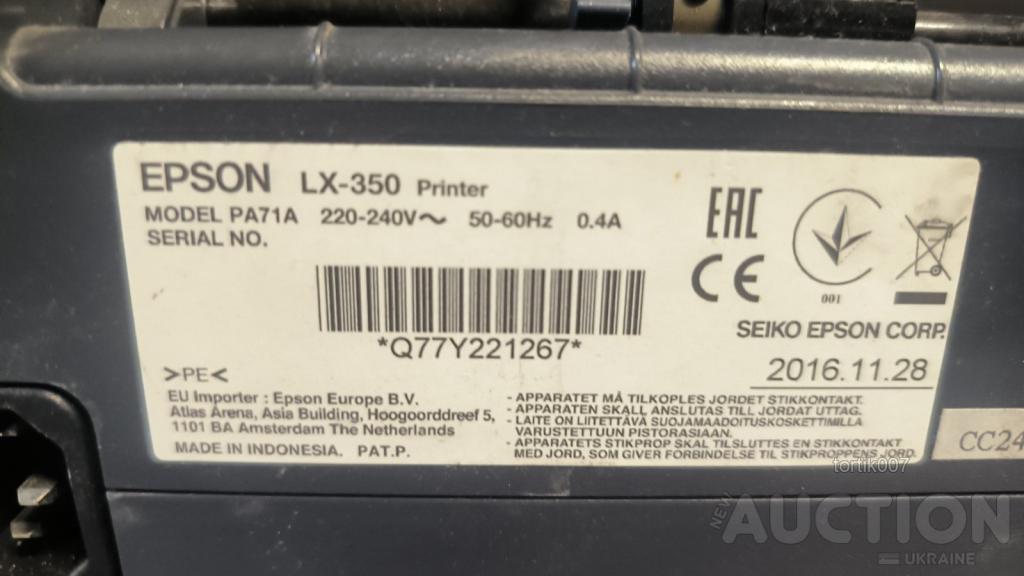 EPSON LX-350 Printer
MODEL PA71A 220-240V~ 50-60Hz 0.4A
SERIAL NO.
*Q77Y221267*
EAC
CE
001
SEIKO EPSON CORP.
2016.11.28
>PE<
EU Importer : Epson Europe B.V.
Atlas Arena, Asia Building, Hoogoorddreef 5,
1101 BA Amsterdam The Netherlands
MADE IN INDONESIA. PAT.P.
- APPARATET MÅ TILKOPLES JORDET STIKKONTAKT.
- APPARATEN SKALL ANSLUTAS TILL JORDAT UTTAG.
- LAITE ON LIITETTÄVÄ SUOJAMAADOITUSKOSKETTIMILLA
VARUSTETTUUN PISTORASIAAN.
- APPARATETS STIKPROP SKAL TILSLUTTES EN STIKKONTAKT
MED JORD, SOM GIVER FORBINDELSE TIL STIKPROPPENS JORD.
CC24
tortik007
NEW AUCTION
UKRAINE